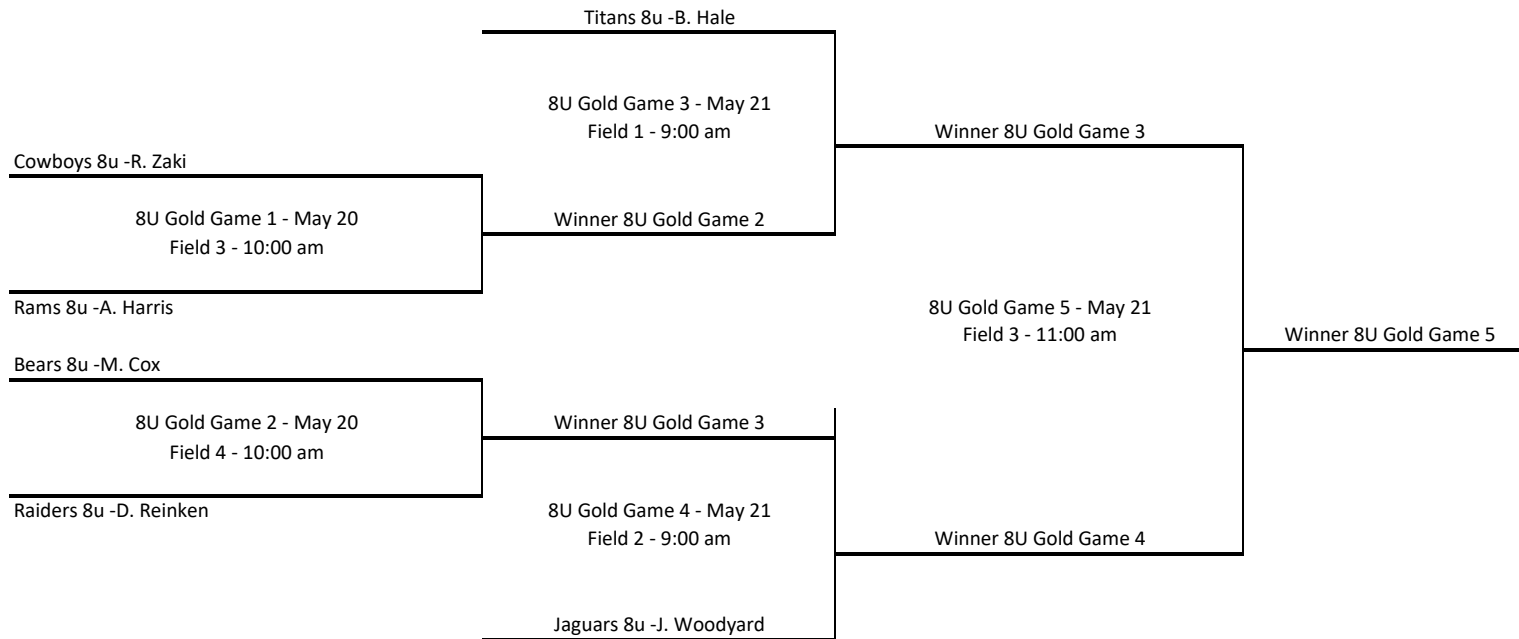 Titans 8u -B. Hale
8U Gold Game 3 - May 21
Field 1 - 9:00 am
Winner 8U Gold Game 3
Cowboys 8u -R. Zaki
8U Gold Game 1 - May 20
Field 3 - 10:00 am
Winner 8U Gold Game 2
Rams 8u -A. Harris
8U Gold Game 5 - May 21
Field 3 - 11:00 am
Winner 8U Gold Game 5
Bears 8u -M. Cox
8U Gold Game 2 - May 20
Field 4 - 10:00 am
Winner 8U Gold Game 3
Raiders 8u -D. Reinken
8U Gold Game 4 - May 21
Field 2 - 9:00 am
Winner 8U Gold Game 4
Jaguars 8u -J. Woodyard